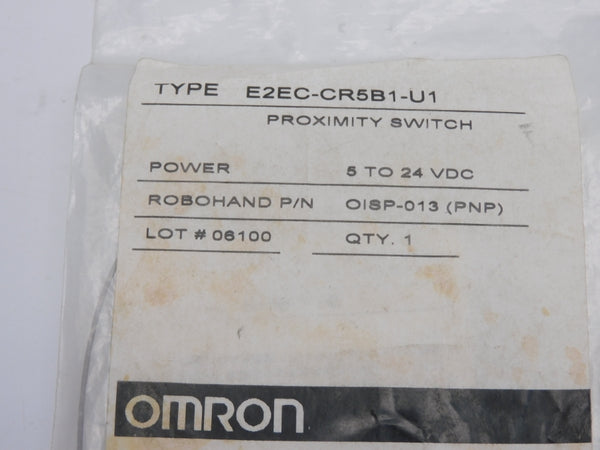 TYPE E2EC-CR5B1-U1
PROXIMITY SWITCH
POWER 5 TO 24 VDC
ROBOHAND P/N OISP-013 (PNP)
LOT # 06100 QTY. 1
OMRON